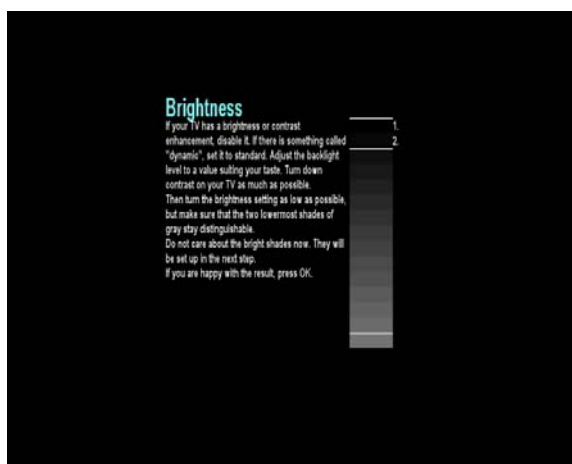 Brightness
If your TV has a brightness or contrast
enhancement, disable it. If there is something called
"dynamic", set it to standard. Adjust the backlight
level to a value suiting your taste. Turn down
contrast on your TV as much as possible.
Then turn the brightness setting as low as possible,
but make sure that the two lowermost shades of
gray stay distinguishable.
Do not care about the bright shades now. They will
be set up in the next step.
If you are happy with the result, press OK.
1.
2.